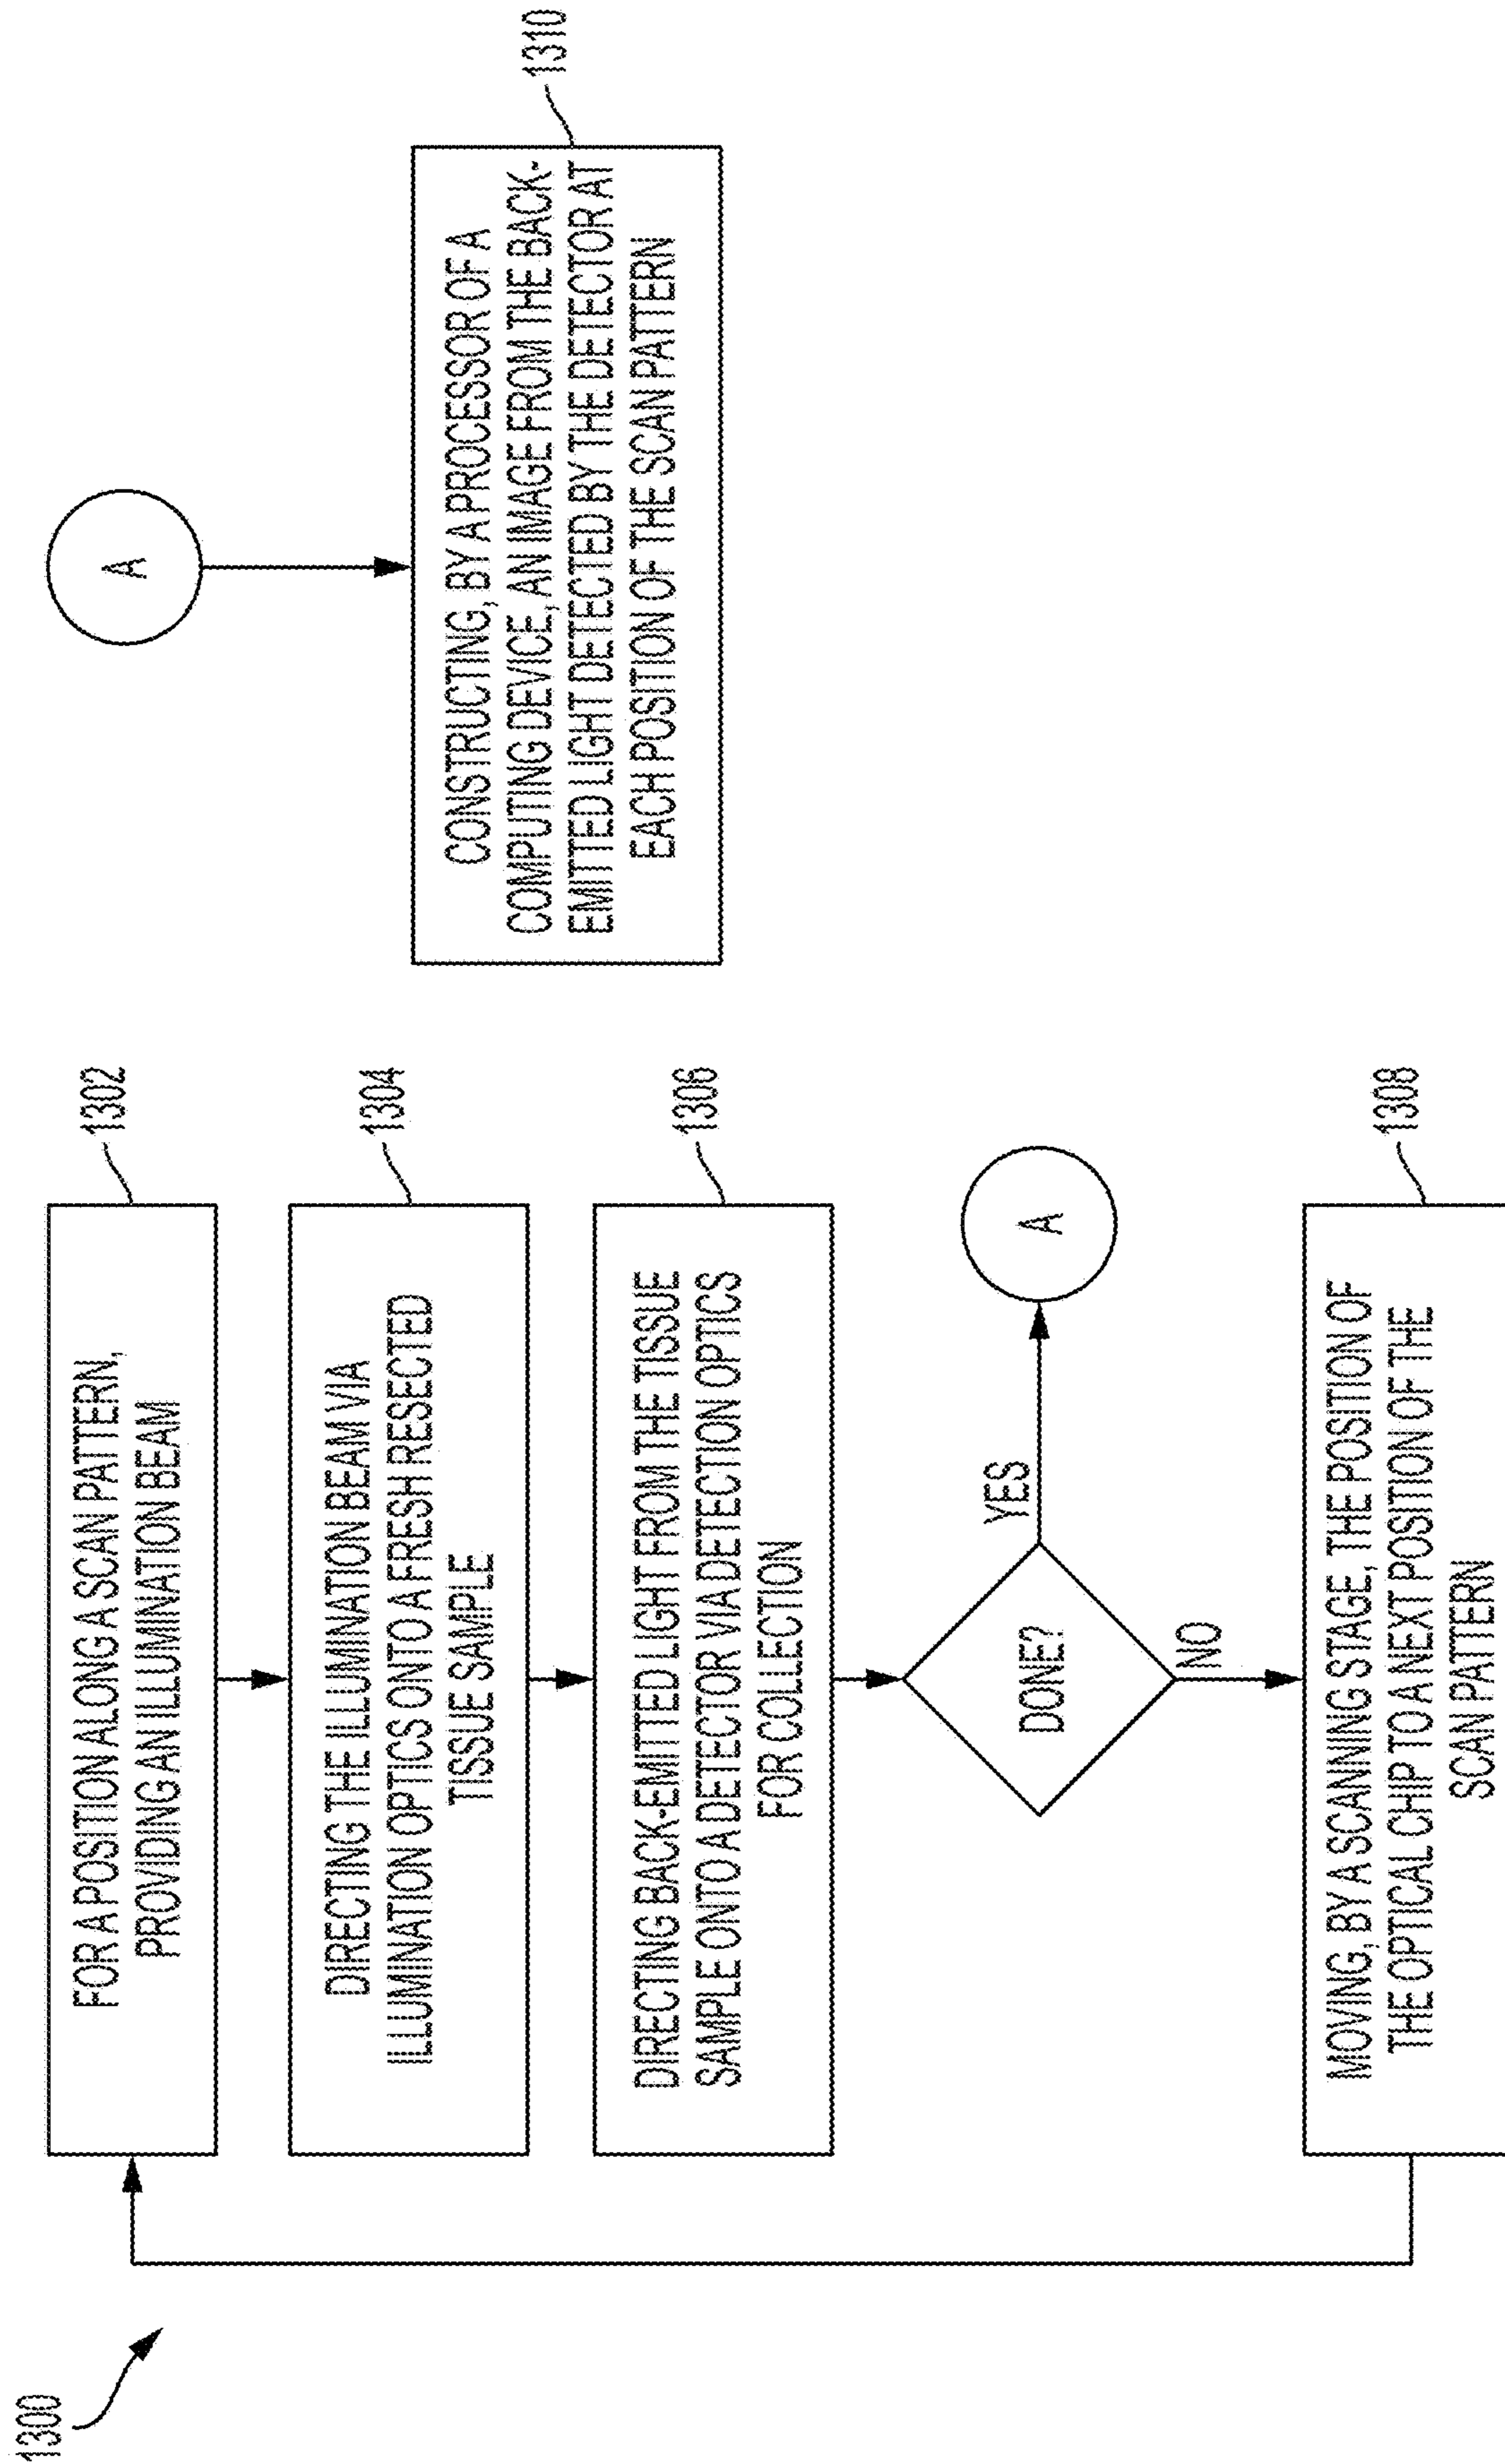 1300
FOR A POSITION ALONG A SCAN PATTERN,
PROVIDING AN ILLUMINATION BEAM
1302
DIRECTING THE ILLUMINATION BEAM VIA
ILLUMINATION OPTICS ONTO A FRESH RESECTED
TISSUE SAMPLE
1304
DIRECTING BACK-EMITTED LIGHT FROM THE TISSUE
SAMPLE ONTO A DETECTOR VIA DETECTION OPTICS
FOR COLLECTION
1306
DONE?
YES
A
NO
MOVING, BY A SCANNING STAGE, THE POSITION OF
THE OPTICAL CHIP TO A NEXT POSITION OF THE
SCAN PATTERN
1308
A
CONSTRUCTING, BY A PROCESSOR OF A
COMPUTING DEVICE, AN IMAGE FROM THE BACK-
EMITTED LIGHT DETECTED BY THE DETECTOR AT
EACH POSITION OF THE SCAN PATTERN
1310